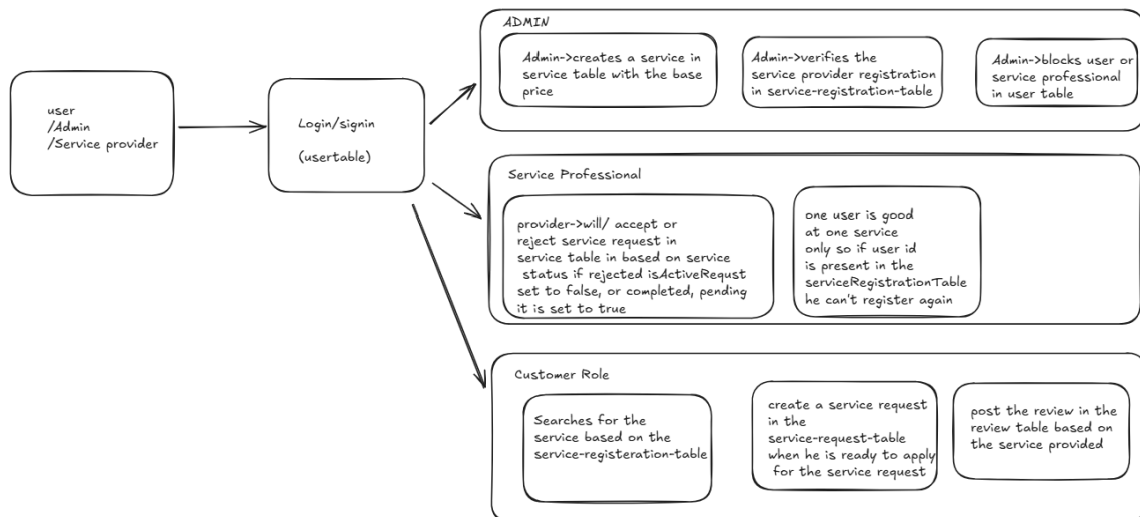 user
/Admin
/Service provider
Login/signin
(usertable)
ADMIN
Admin->creates a service in
service table with the base
price
Admin->verifies the
service provider registration
in service-registration-table
Admin->blocks user or
service professional
in user table
Service Professional
provider->will/ accept or
reject service request in
service table in based on service
status if rejected isActiveRequst
set to false, or completed, pending
it is set to true
one user is good
at one service
only so if user id
is present in the
serviceRegistrationTable
he can't register again
Customer Role
Searches for the
service based on the
service-registeration-table
create a service request
in the
service-request-table
when he is ready to apply
for the service request
post the review in the
review table based on
the service provided